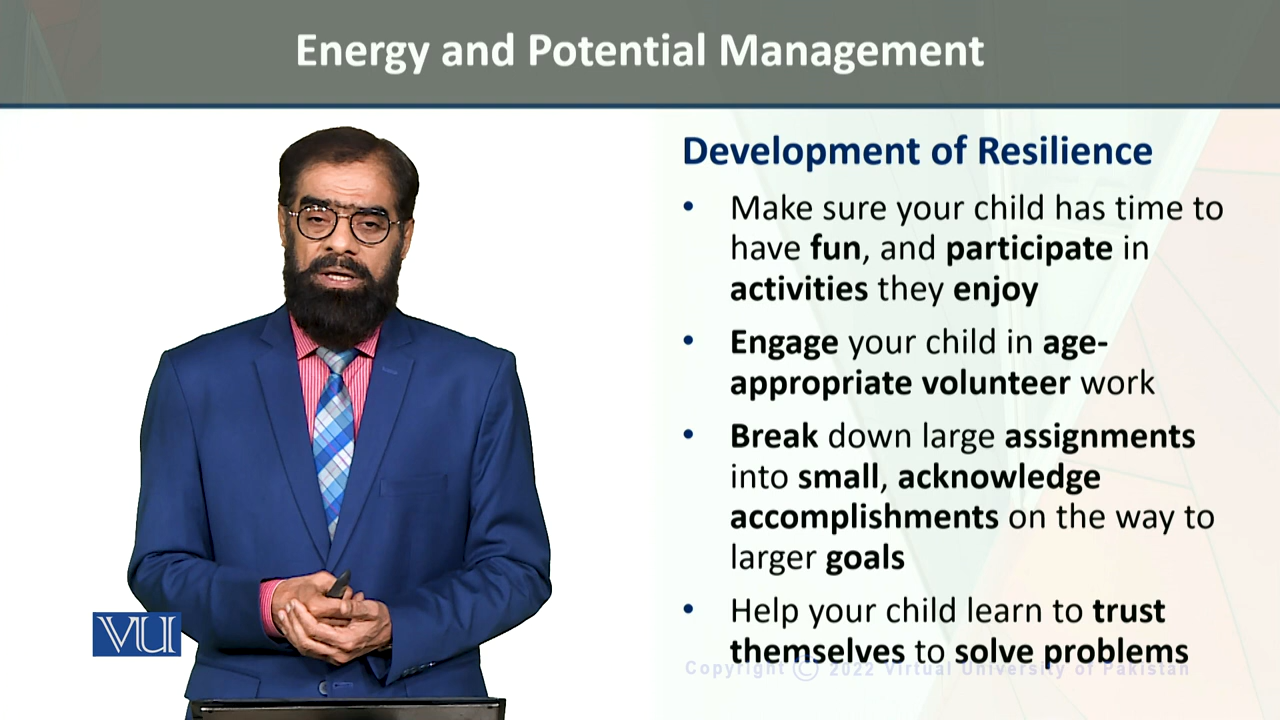 Energy and Potential Management
Development of Resilience
• Make sure your child has time to
have fun, and participate in
activities they enjoy
• Engage your child in age-
appropriate volunteer work
• Break down large assignments
into small, acknowledge
accomplishments on the way to
larger goals
• Help your child learn to trust
themselves to solve problems
Copyright © 2022 Virtual University of Pakistan
VU